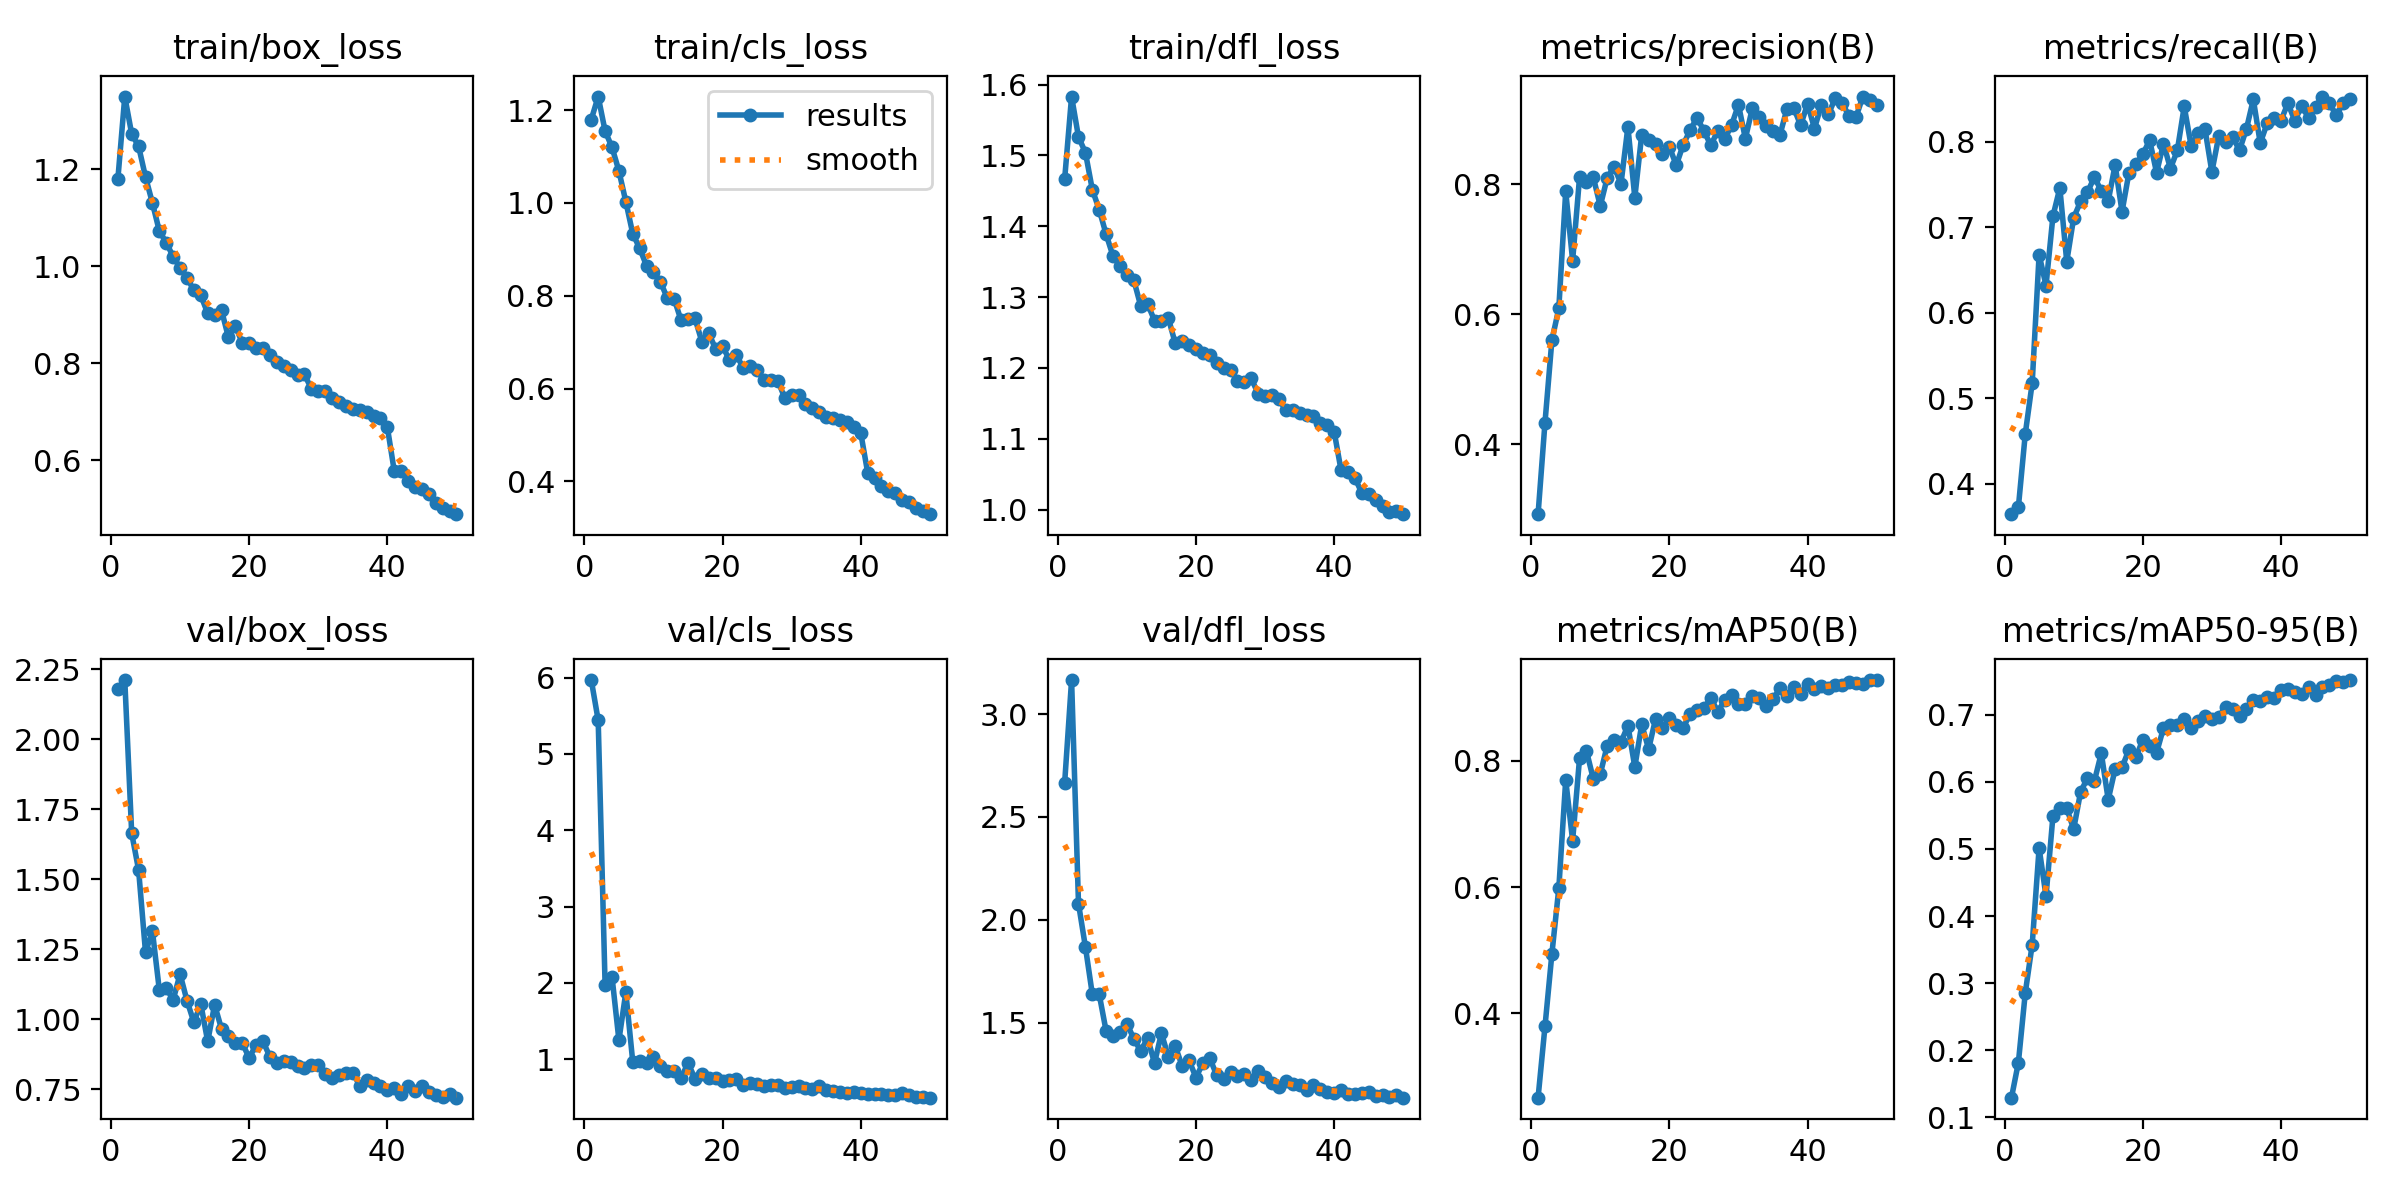 train/box_loss
1.2
1.0
0.8
0.6
0 20 40
train/cls_loss
results
smooth
1.2
1.0
0.8
0.6
0.4
0 20 40
train/dfl_loss
1.6
1.5
1.4
1.3
1.2
1.1
1.0
0 20 40
metrics/precision(B)
0.8
0.6
0.4
0 20 40
metrics/recall(B)
0.8
0.7
0.6
0.5
0.4
0 20 40
val/box_loss
2.25
2.00
1.75
1.50
1.25
1.00
0.75
0 20 40
val/cls_loss
6
5
4
3
2
1
0 20 40
val/dfl_loss
3.0
2.5
2.0
1.5
0 20 40
metrics/mAP50(B)
0.8
0.6
0.4
0 20 40
metrics/mAP50-95(B)
0.7
0.6
0.5
0.4
0.3
0.2
0.1
0 20 40